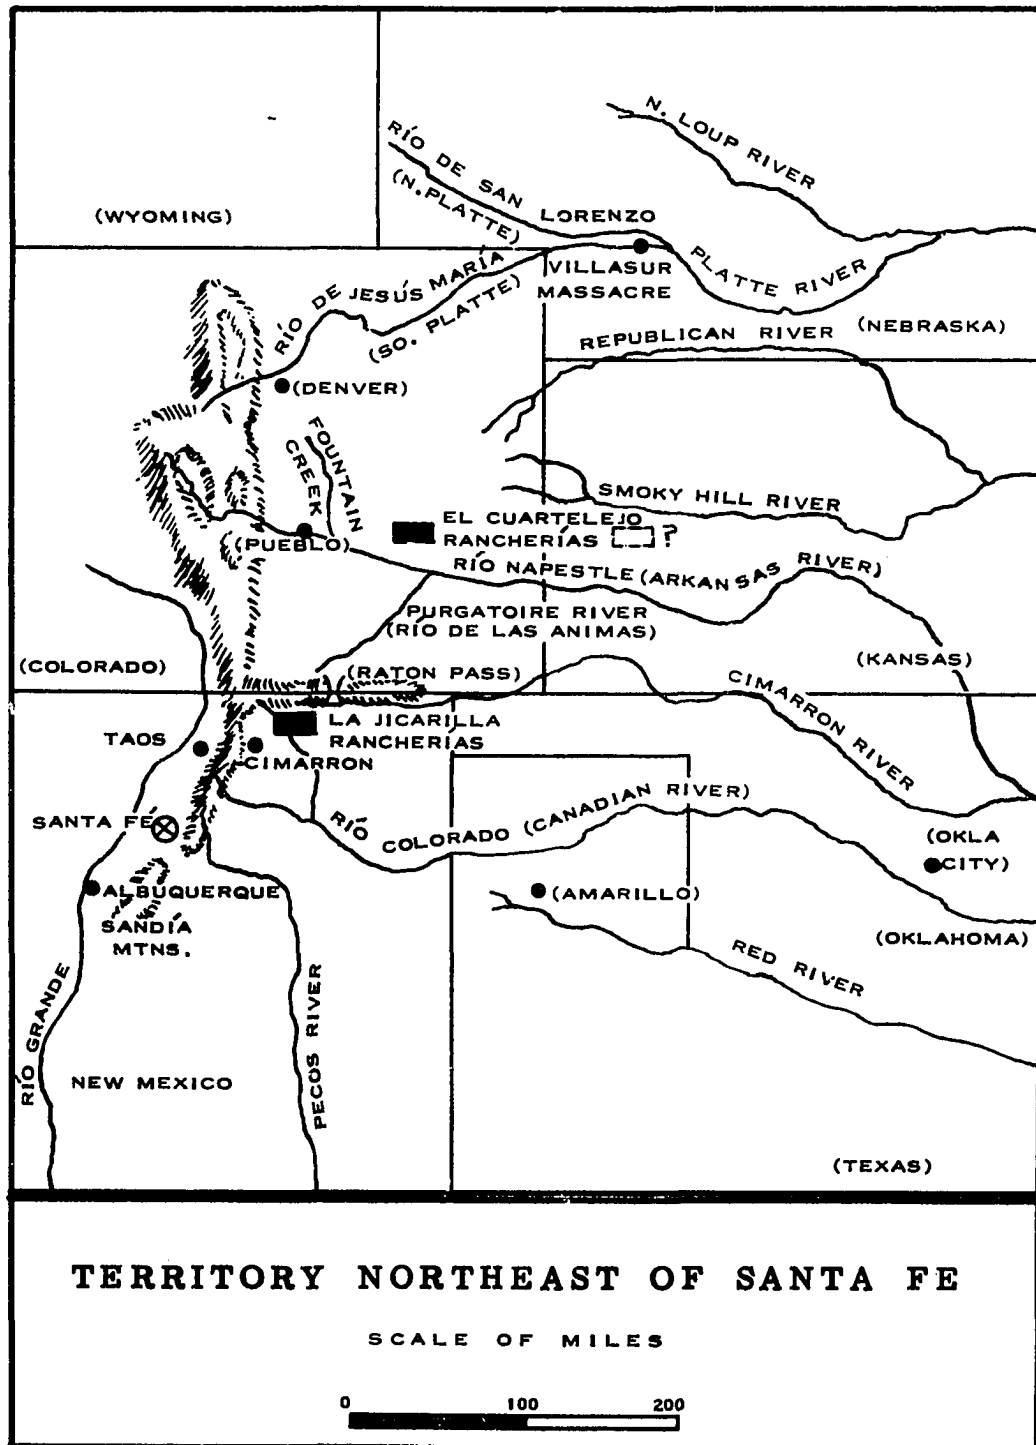 N. LOUP RIVER
RÍO DE SAN LORENZO
(N. PLATTE)
(WYOMING)
PLATTE RIVER
VILLASUR
MASSACRE
RÍO DE JESÚS MARÍA
(SO. PLATTE)
(NEBRASKA)
REPUBLICAN RIVER
(DENVER)
FOUNTAIN
CREEK
SMOKY HILL RIVER
EL CUARTELEJO
RANCHERÍAS ?
(PUEBLO)
RÍO NAPESTLE (ARKANSAS RIVER)
PURGATOIRE RIVER
(RÍO DE LAS ANIMAS)
(COLORADO)
(RATON PASS)
(KANSAS)
CIMARRON RIVER
LA JICARILLA
RANCHERÍAS
TAOS
CIMARRON
SANTA FÉ
RÍO COLORADO (CANADIAN RIVER)
(OKLA
CITY)
ALBUQUERQUE
(AMARILLO)
SANDÍA
MTNS.
(OKLAHOMA)
RED RIVER
RÍO GRANDE
PECOS RIVER
NEW MEXICO
(TEXAS)
TERRITORY NORTHEAST OF SANTA FE
SCALE OF MILES
0 100 200